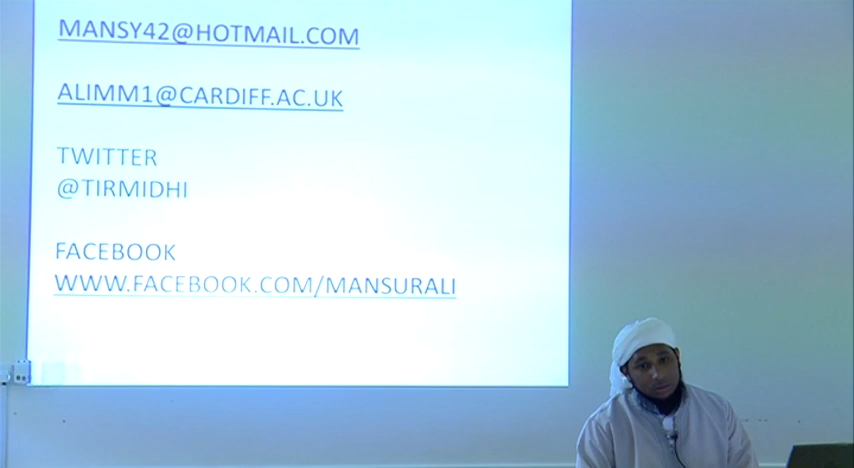 MANSY42@HOTMAIL.COM
ALIMM1@CARDIFF.AC.UK
TWITTER
@TIRMIDHI
FACEBOOK
WWW.FACEBOOK.COM/MANSURALI